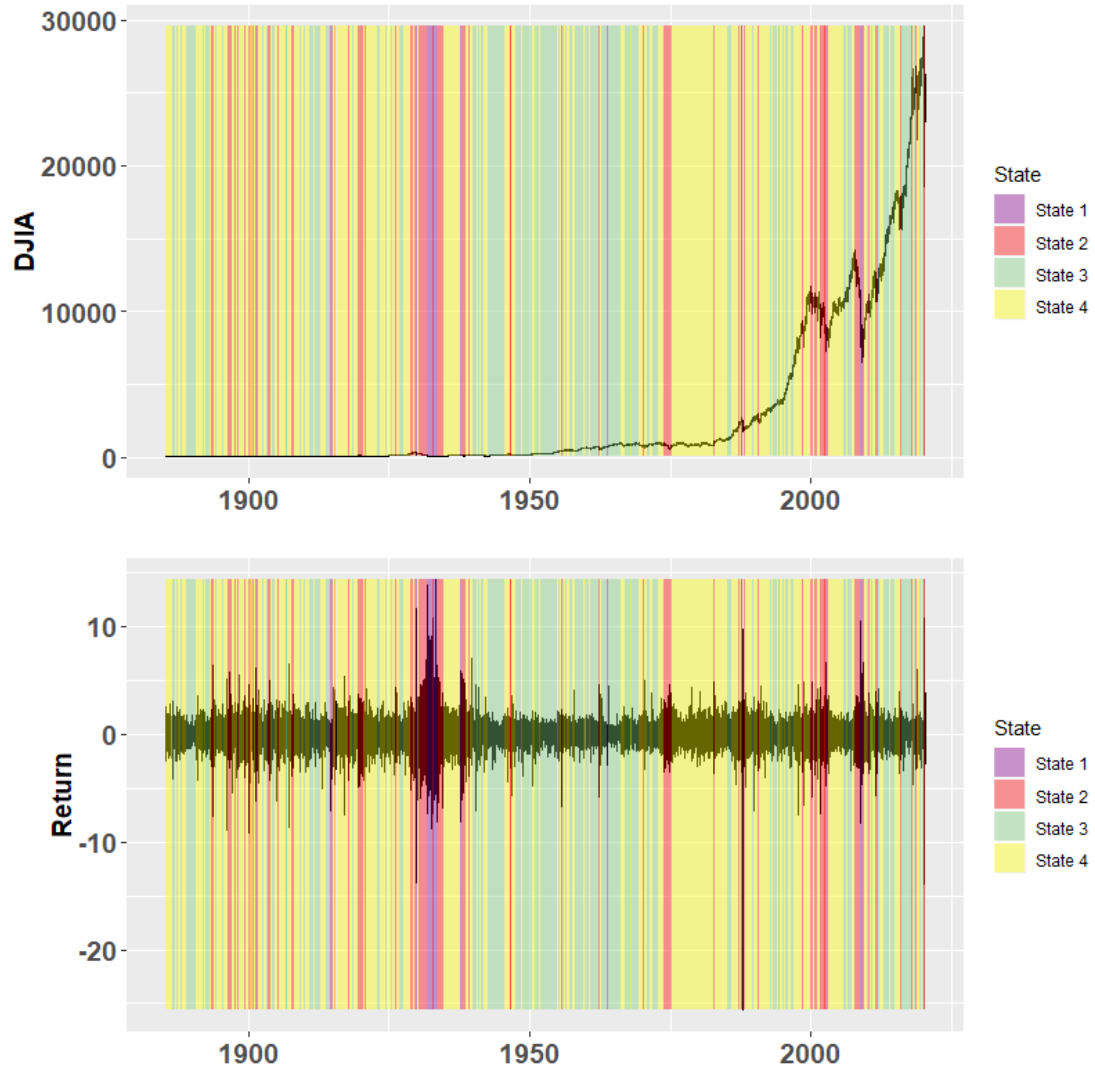 30000
20000
10000
0
DJIA
1900
1950
2000
State
State 1
State 2
State 3
State 4
10
0
-10
-20
Return
1900
1950
2000
State
State 1
State 2
State 3
State 4